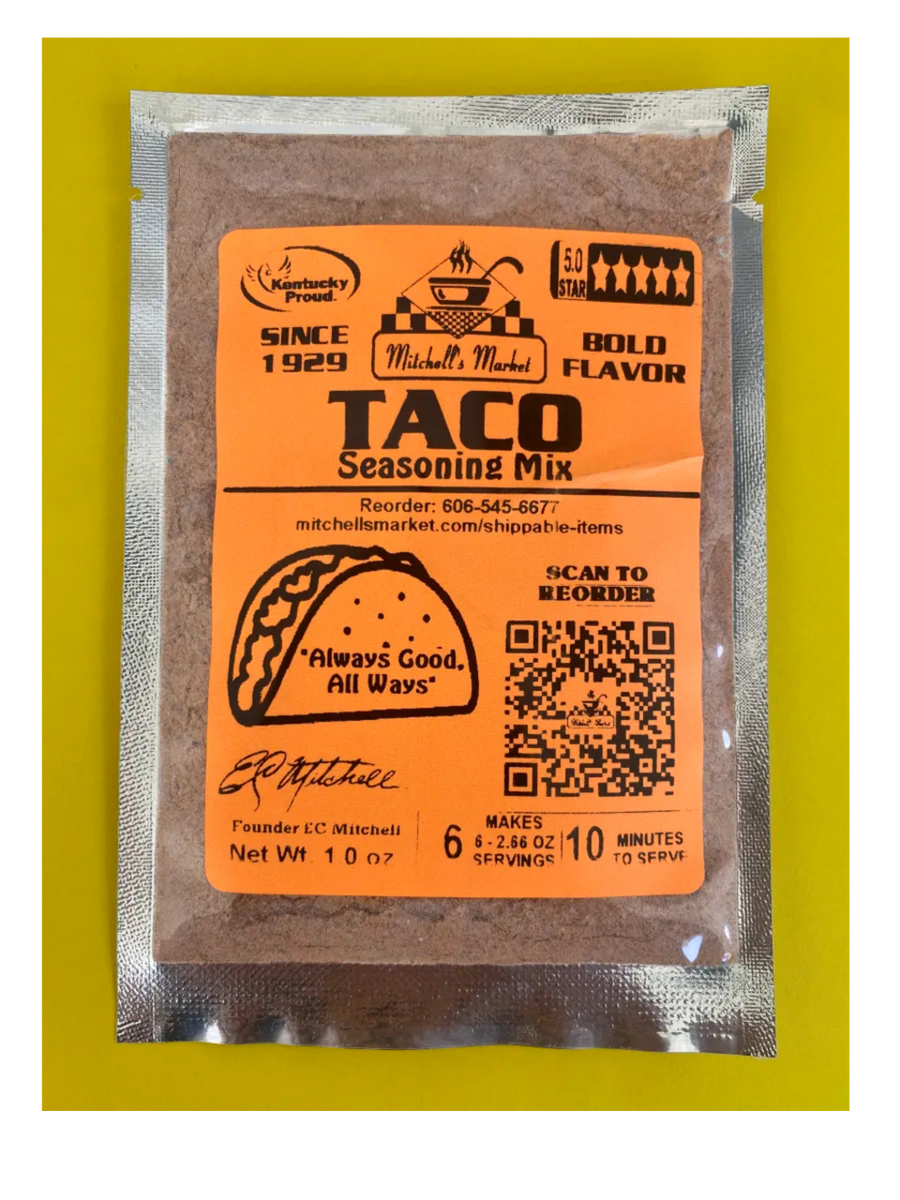 Kentucky
Proud.
5.0
STAR
SINCE
1929
Mitchell's Market
BOLD
FLAVOR
TACO
Seasoning Mix
Reorder: 606-545-6677
mitchellsmarket.com/shippable-items
"Always Good,
All Ways"
SCAN TO
REORDER
EC Mitchell
Founder EC Mitchell
Net Wt. 1.0 oz
6
MAKES
6 - 2.66 OZ
SERVINGS
10
MINUTES
TO SERVE